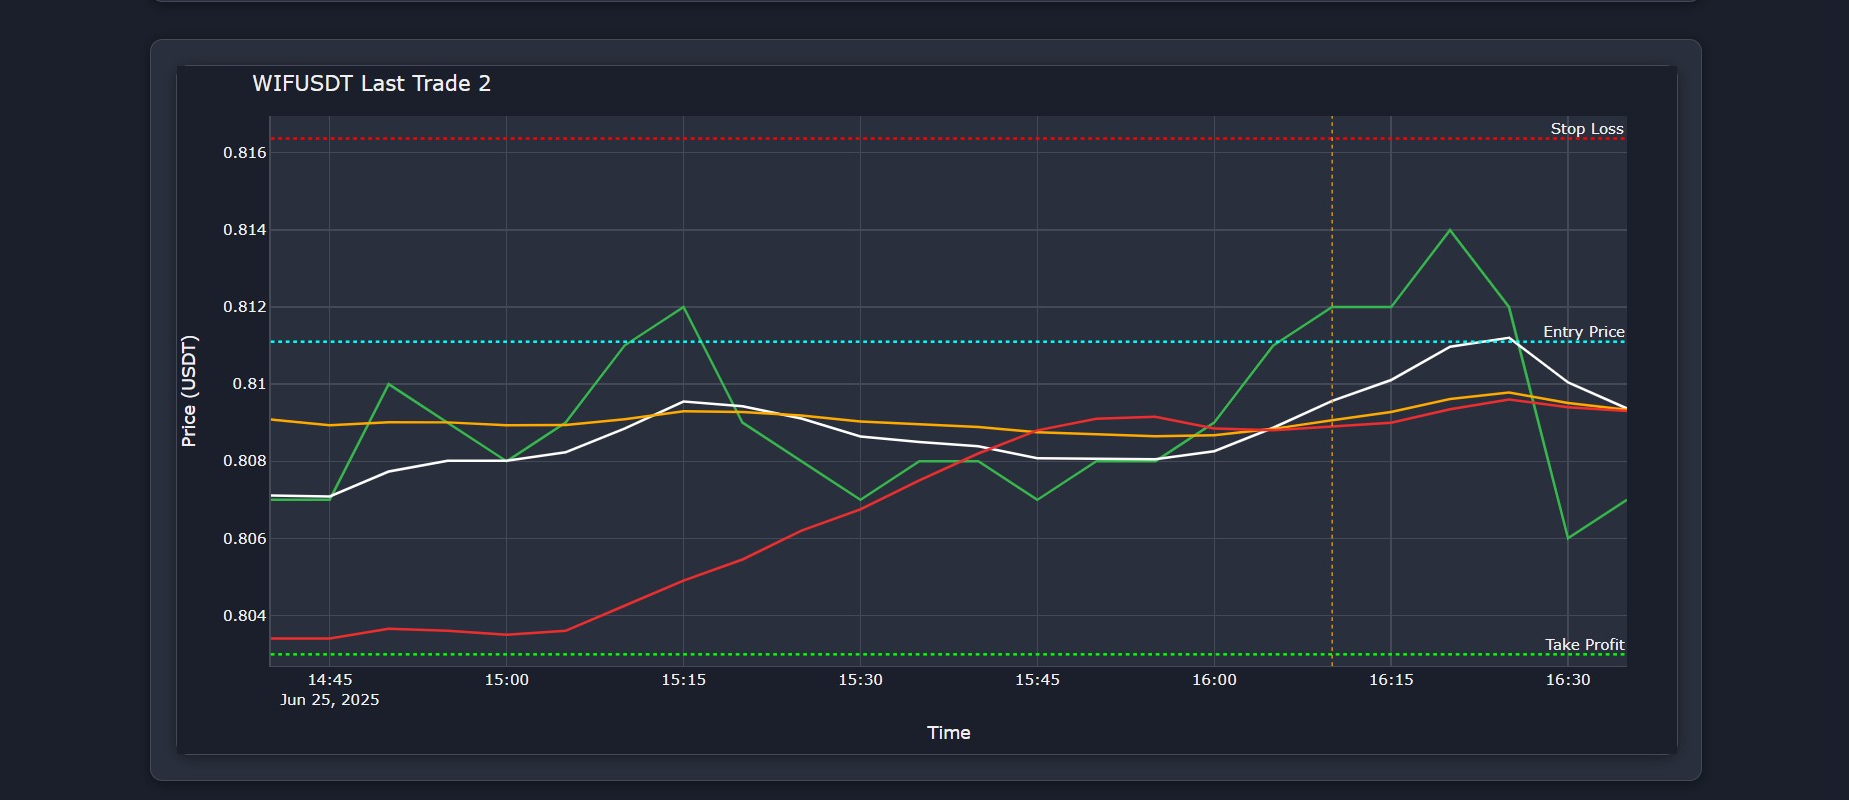 WIFUSDT Last Trade 2
Stop Loss
0.816
0.814
0.812
Entry Price
0.81
0.808
0.806
0.804
Take Profit
Price (USDT)
14:45 15:00 15:15 15:30 15:45 16:00 16:15 16:30
Jun 25, 2025
Time